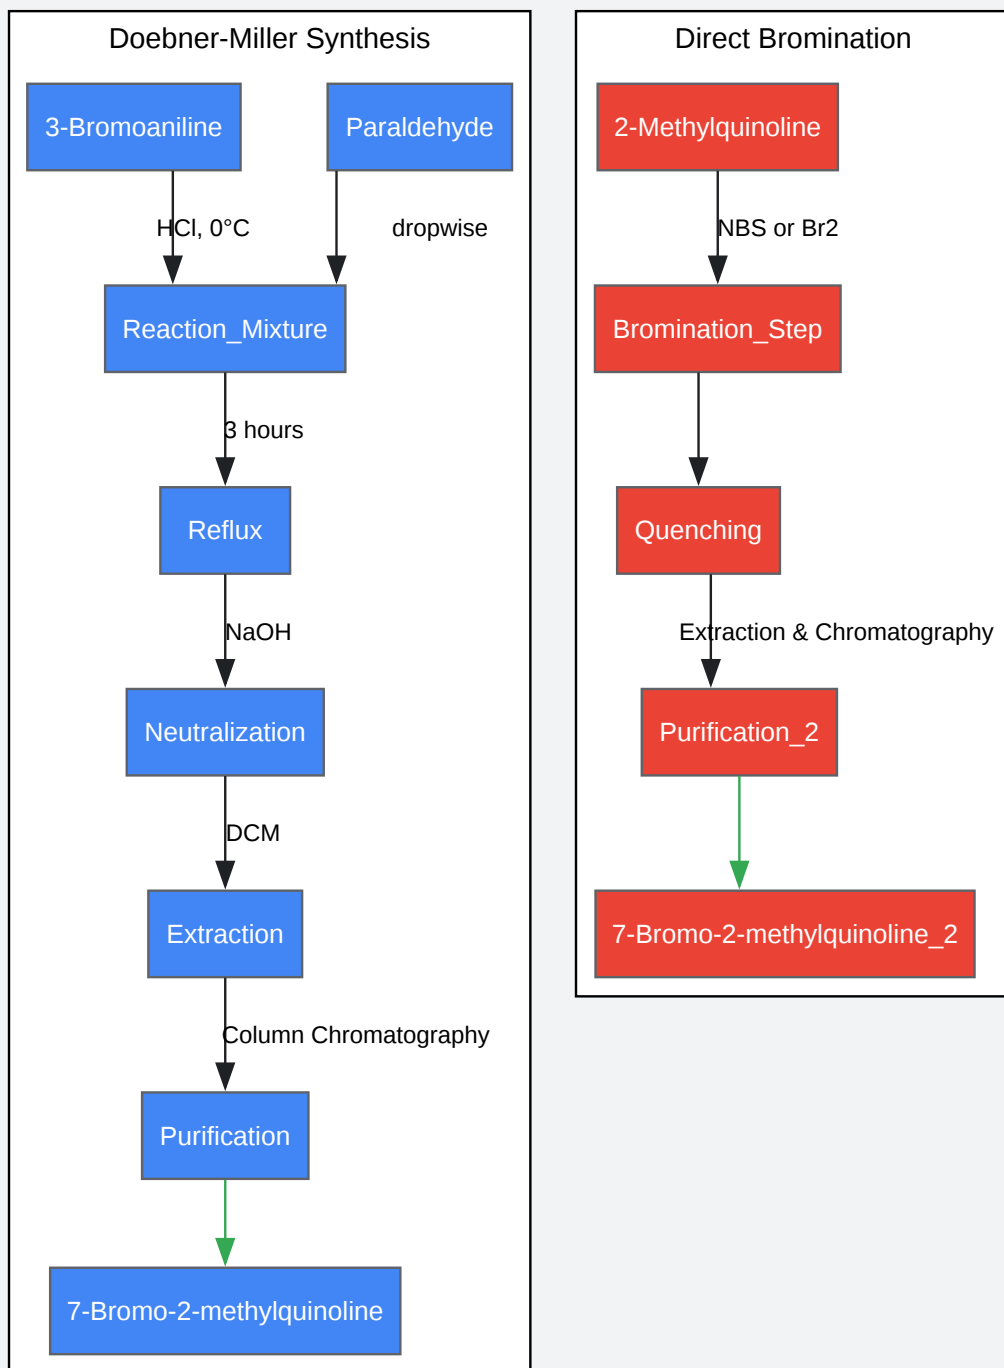 Doebner-Miller Synthesis
3-Bromoaniline
Paraldehyde
HCl, 0°C
dropwise
Reaction_Mixture
3 hours
Reflux
NaOH
Neutralization
DCM
Extraction
Column Chromatography
Purification
7-Bromo-2-methylquinoline
Direct Bromination
2-Methylquinoline
NBS or Br2
Bromination_Step
Quenching
Extraction & Chromatography
Purification_2
7-Bromo-2-methylquinoline_2